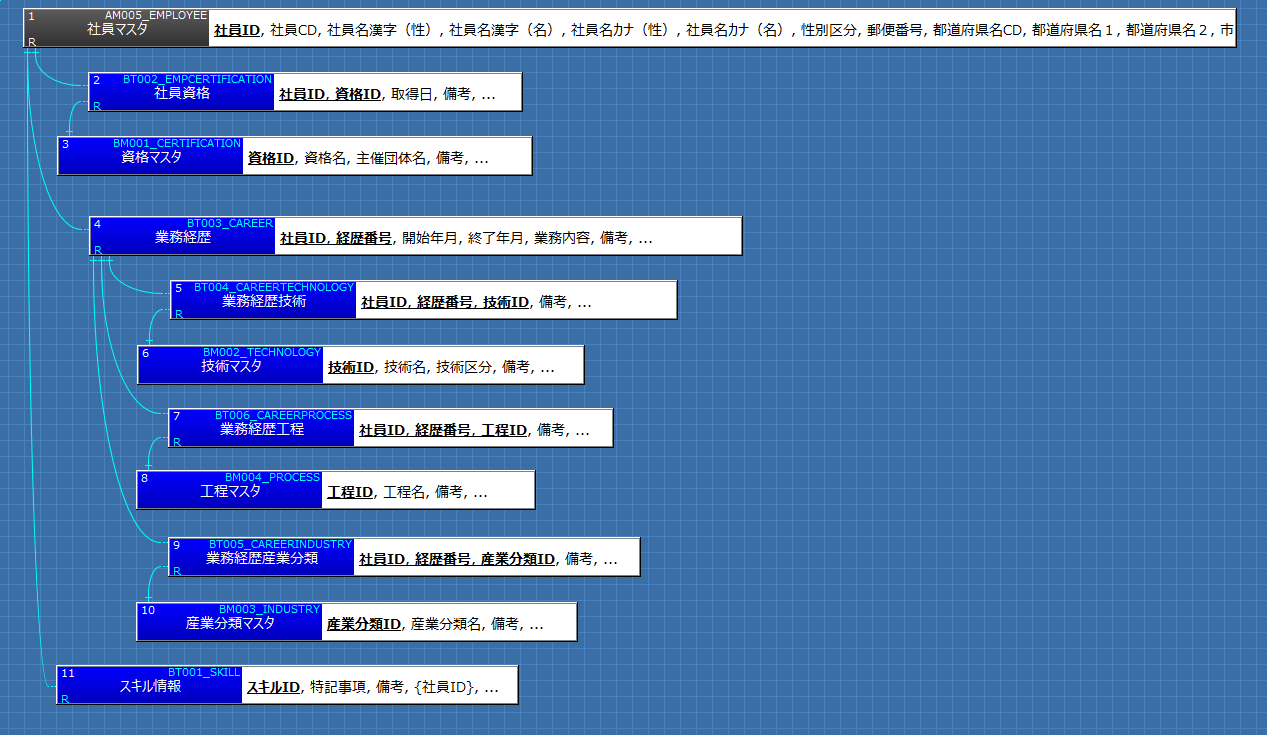 1 AM005_EMPLOYEE
社員マスタ
R
社員ID, 社員CD, 社員名漢字（性）, 社員名漢字（名）, 社員名カナ（性）, 社員名カナ（名）, 性別区分, 郵便番号, 都道府県名CD, 都道府県名１, 都道府県名２, 市
2 BT002_EMPCERTIFICATION
社員資格
R
社員ID, 資格ID, 取得日, 備考, ...
3 BM001_CERTIFICATION
資格マスタ
資格ID, 資格名, 主催団体名, 備考, ...
4 BT003_CAREER
業務経歴
R
社員ID, 経歴番号, 開始年月, 終了年月, 業務内容, 備考, ...
5 BT004_CAREERTECHNOLOGY
業務経歴技術
R
社員ID, 経歴番号, 技術ID, 備考, ...
6 BM002_TECHNOLOGY
技術マスタ
技術ID, 技術名, 技術区分, 備考, ...
7 BT006_CAREERPROCESS
業務経歴工程
R
社員ID, 経歴番号, 工程ID, 備考, ...
8 BM004_PROCESS
工程マスタ
工程ID, 工程名, 備考, ...
9 BT005_CAREERINDUSTRY
業務経歴産業分類
R
社員ID, 経歴番号, 産業分類ID, 備考, ...
10 BM003_INDUSTRY
産業分類マスタ
産業分類ID, 産業分類名, 備考, ...
11 BT001_SKILL
スキル情報
R
スキルID, 特記事項, 備考, {社員ID}, ...